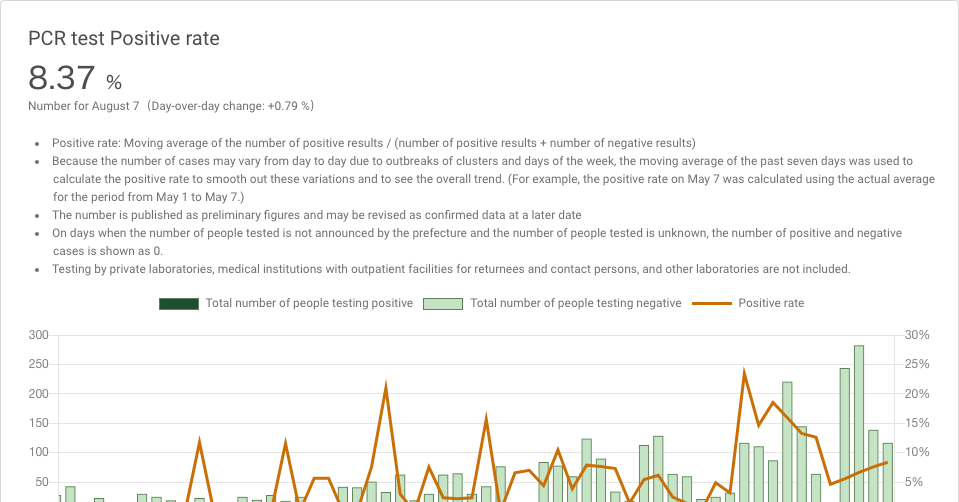 PCR test Positive rate
8.37 %
Number for August 7（Day-over-day change: +0.79 %）
• Positive rate: Moving average of the number of positive results / (number of positive results + number of negative results)
• Because the number of cases may vary from day to day due to outbreaks of clusters and days of the week, the moving average of the past seven days was used to
calculate the positive rate to smooth out these variations and to see the overall trend. (For example, the positive rate on May 7 was calculated using the actual average
for the period from May 1 to May 7.)
• The number is published as preliminary figures and may be revised as confirmed data at a later date
• On days when the number of people tested is not announced by the prefecture and the number of people tested is unknown, the number of positive and negative
cases is shown as 0.
• Testing by private laboratories, medical institutions with outpatient facilities for returnees and contact persons, and other laboratories are not included.
Total number of people testing positive Total number of people testing negative Positive rate
300 30%
250 25%
200 20%
150 15%
100 10%
50 5%